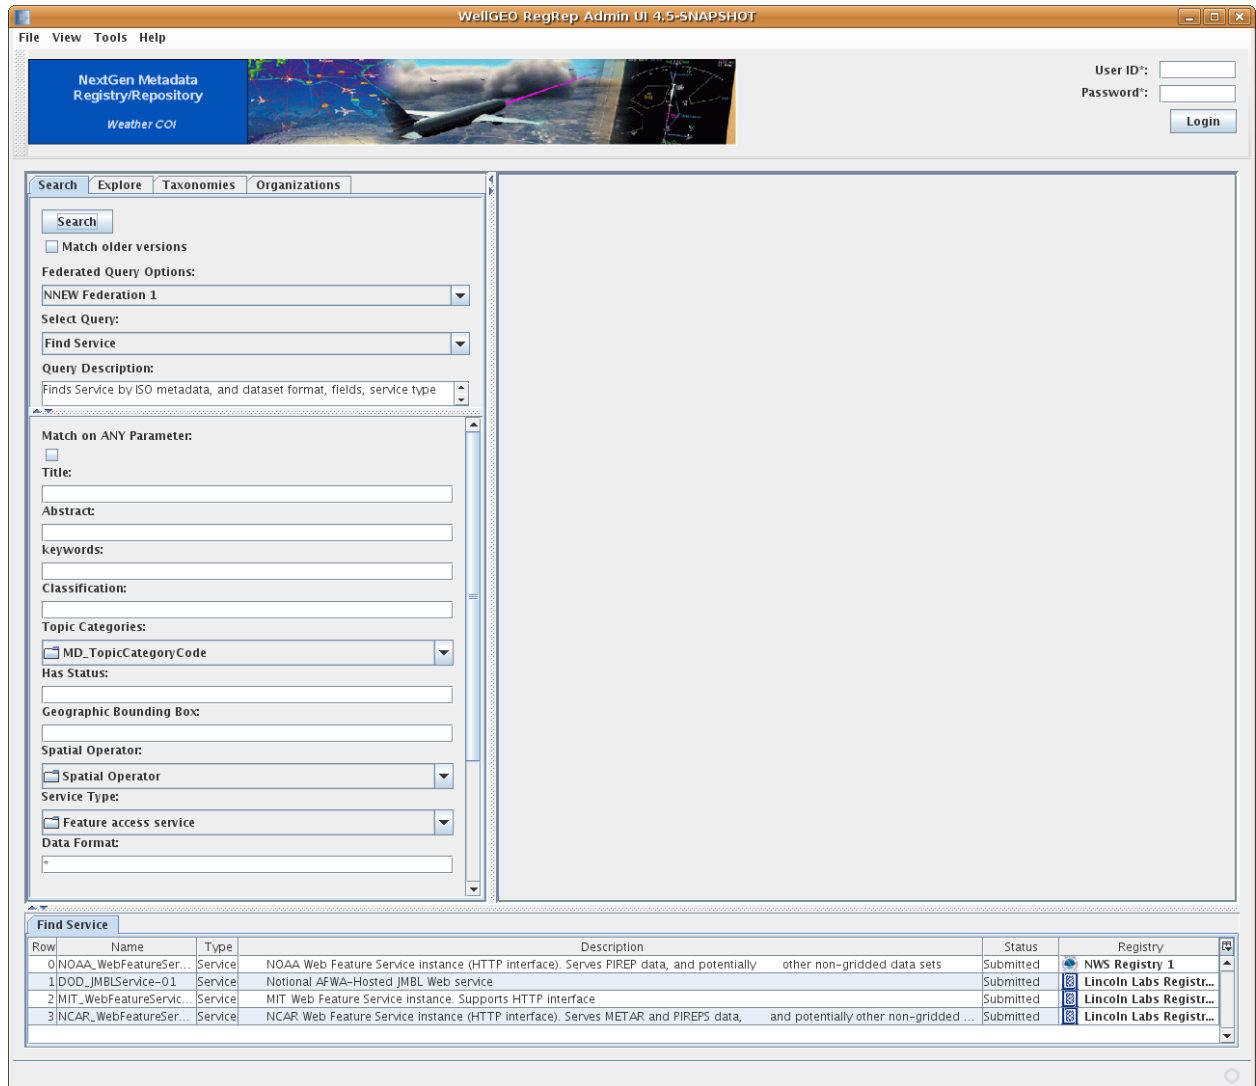 WellGEO RegRep Admin UI 4.5-SNAPSHOT
File View Tools Help
NextGen Metadata
Registry/Repository
Weather COI
User ID*:
Password*:
Login
Search Explore Taxonomies Organizations
Search
Match older versions
Federated Query Options:
NNEW Federation 1
Select Query:
Find Service
Query Description:
Finds Service by ISO metadata, and dataset format, fields, service type
Match on ANY Parameter:
Title:
Abstract:
keywords:
Classification:
Topic Categories:
MD_TopicCategoryCode
Has Status:
Geographic Bounding Box:
Spatial Operator:
Spatial Operator
Service Type:
Feature access service
Data Format:
*
Find Service
Row Name Type Description Status Registry
0 NOAA_WebFeatureSer... Service NOAA Web Feature Service instance (HTTP interface). Serves PIREP data, and potentially other non-gridded data sets Submitted NWS Registry 1
1 DOD_JMBLService-01 Service Notional AFWA-Hosted JMBL Web service Submitted Lincoln Labs Registr...
2 MIT_WebFeatureServic... Service MIT Web Feature Service instance. Supports HTTP interface Submitted Lincoln Labs Registr...
3 NCAR_WebFeatureSer... Service NCAR Web Feature Service instance (HTTP interface). Serves METAR and PIREPS data, and potentially other non-gridded ... Submitted Lincoln Labs Registr...